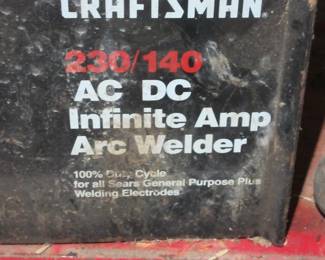 CRAFTSMAN
230/140
AC DC
Infinite Amp
Arc Welder
100% Duty Cycle
for all Sears General Purpose Plus
Welding Electrodes